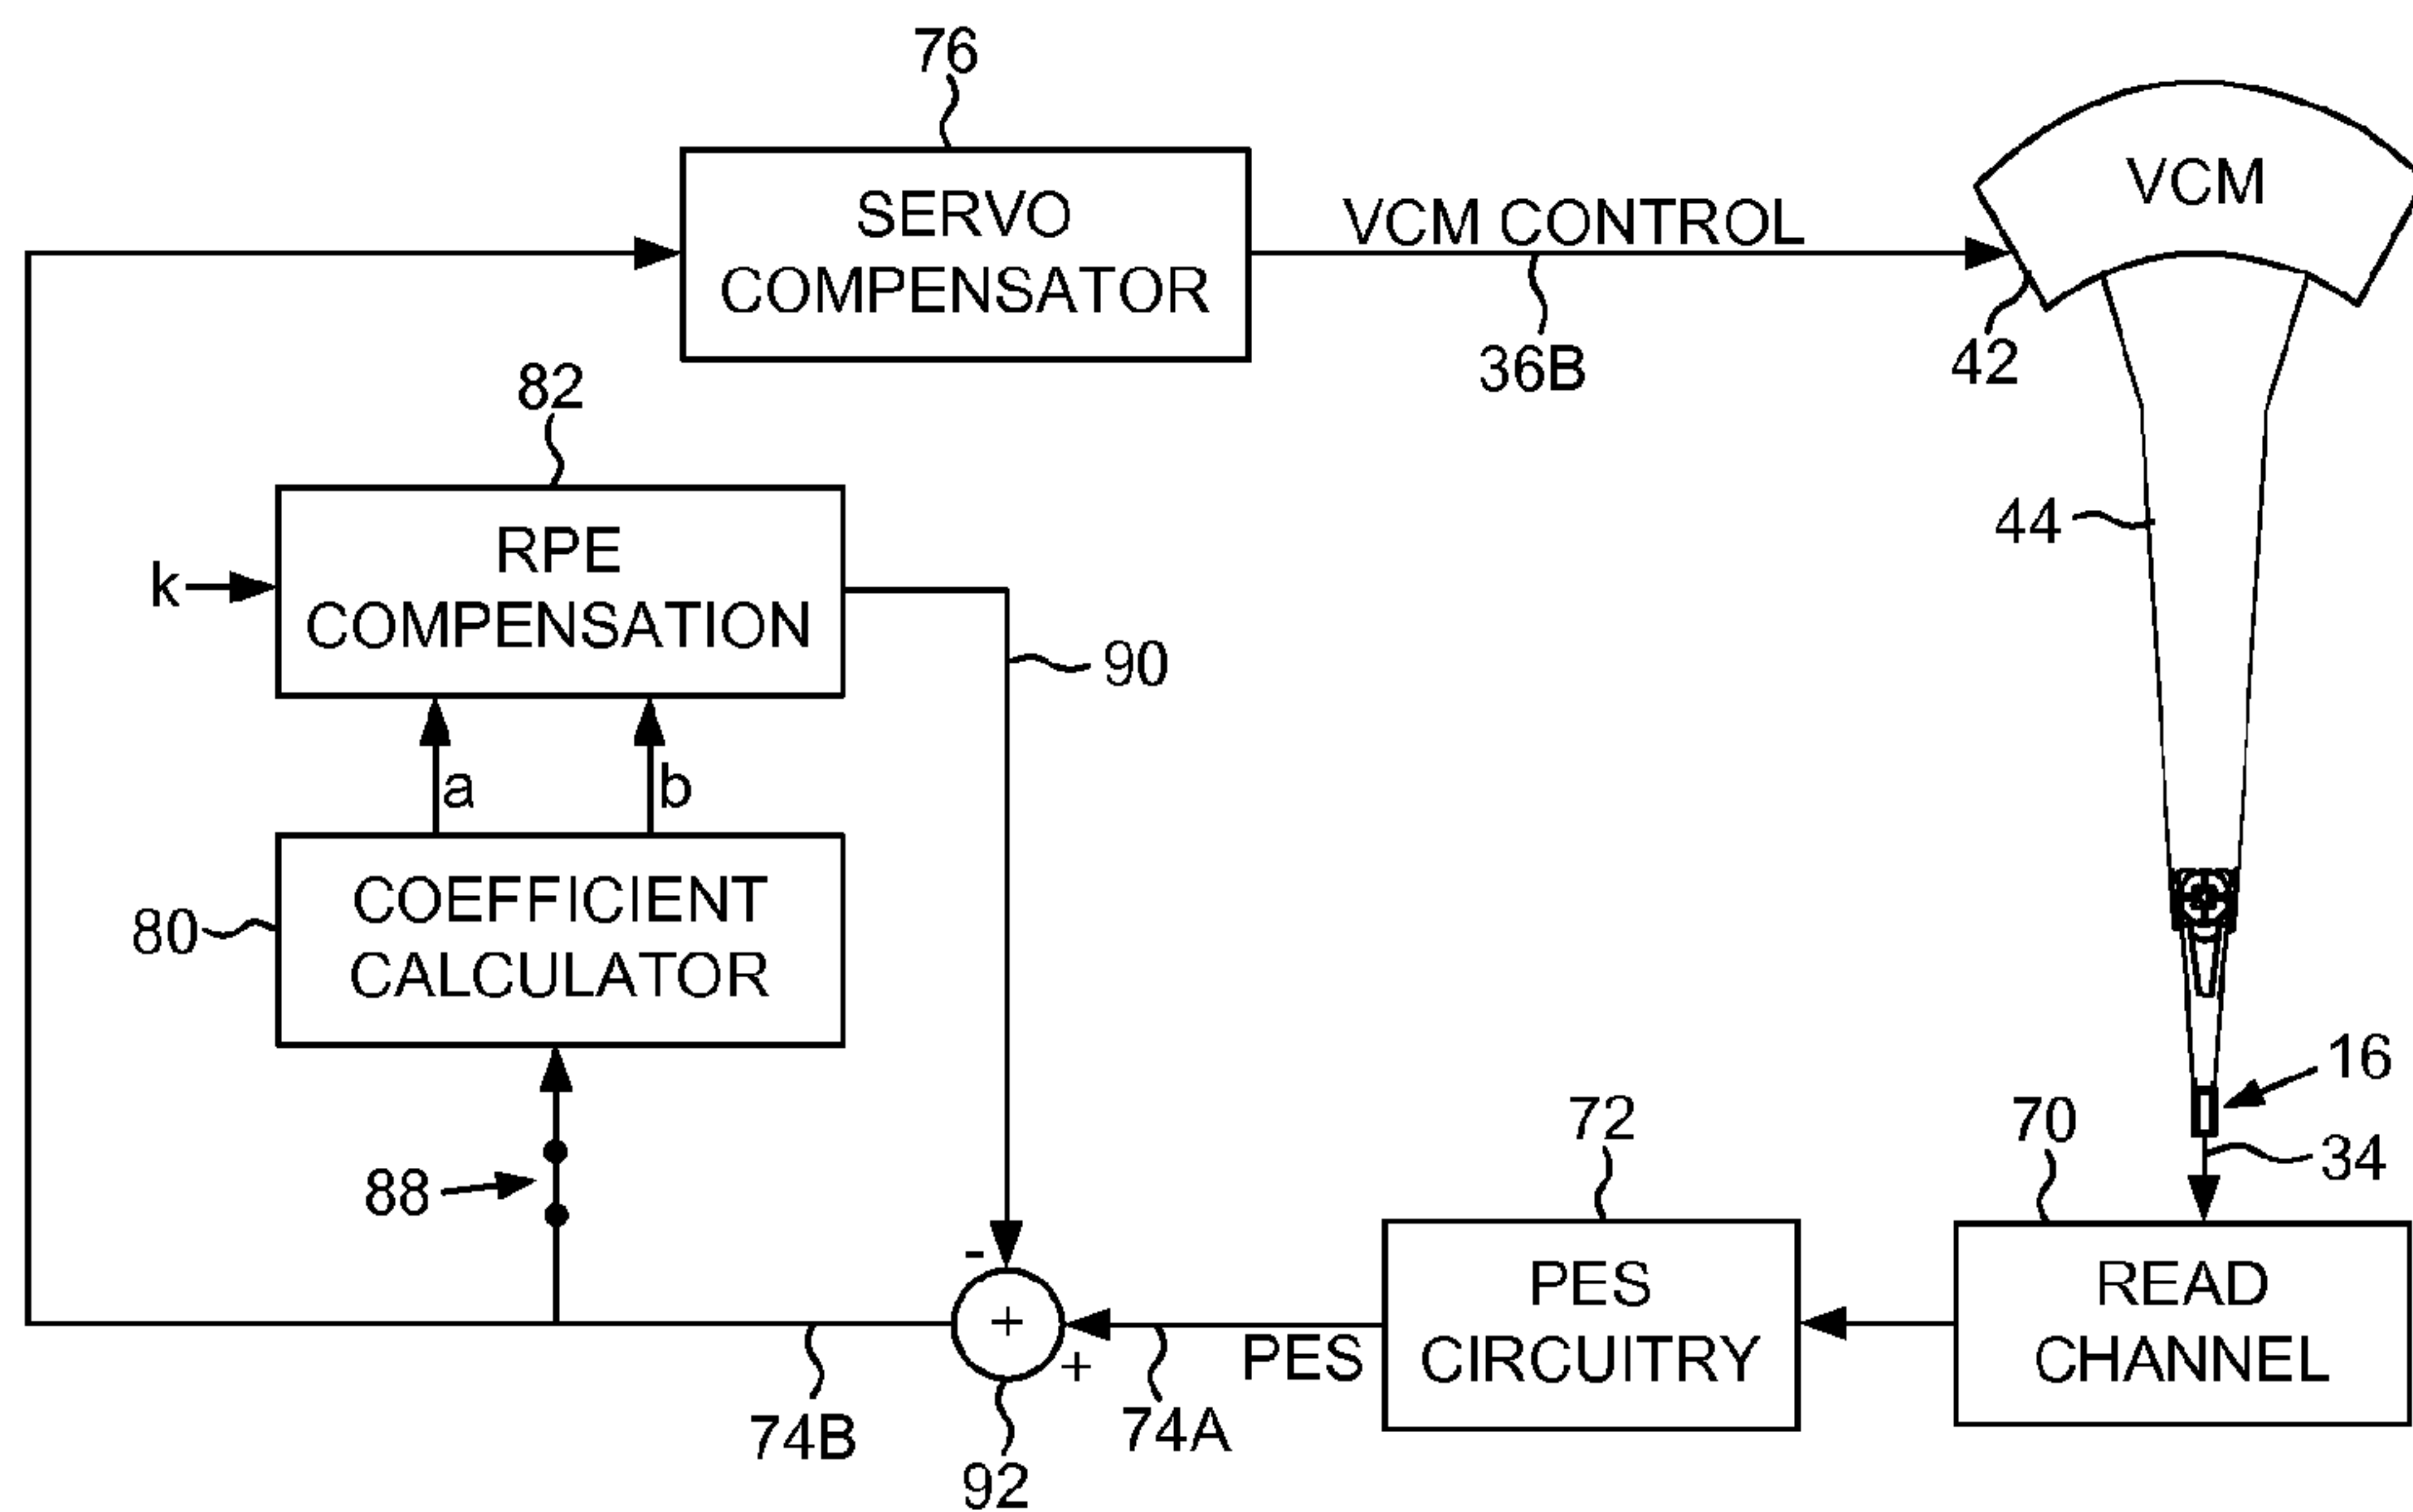 76
SERVO
COMPENSATOR
VCM CONTROL
36B
VCM
42
82
RPE
COMPENSATION
k
90
44
a
b
80
COEFFICIENT
CALCULATOR
88
16
34
72
70
-
+
+
PES
PES
CIRCUITRY
READ
CHANNEL
74B
74A
92